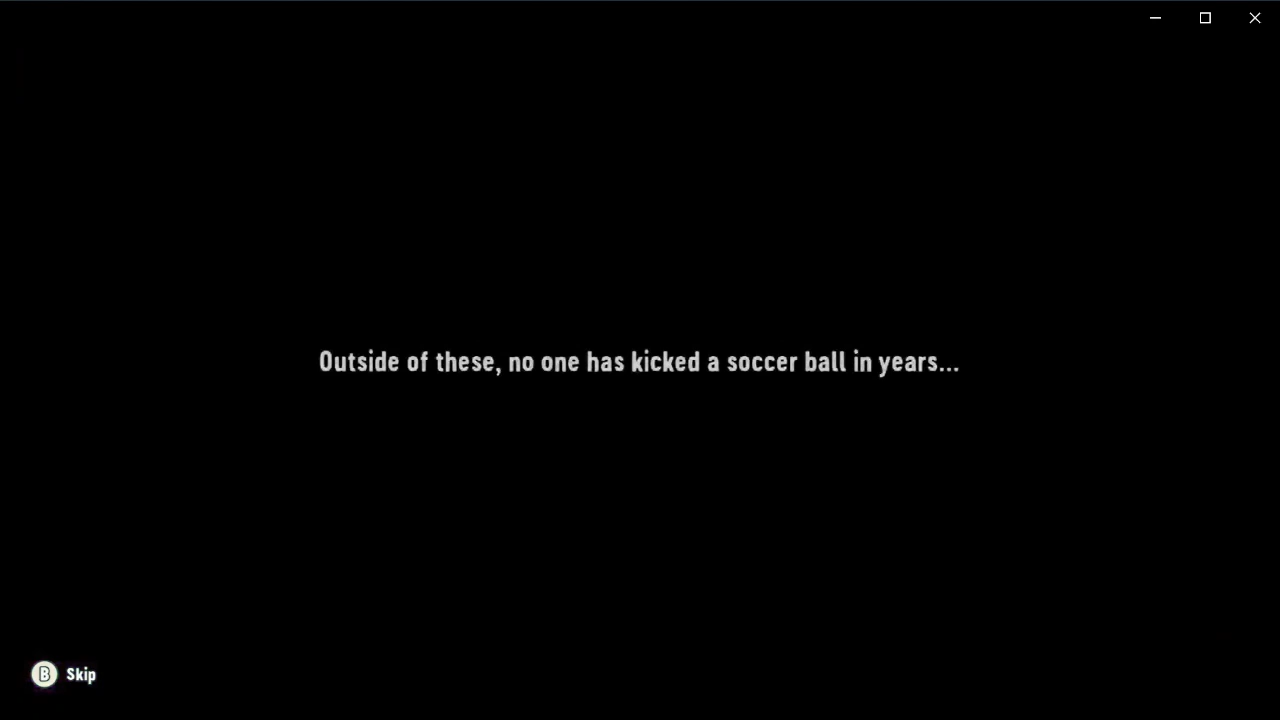 Outside of these, no one has kicked a soccer ball in years...
B Skip